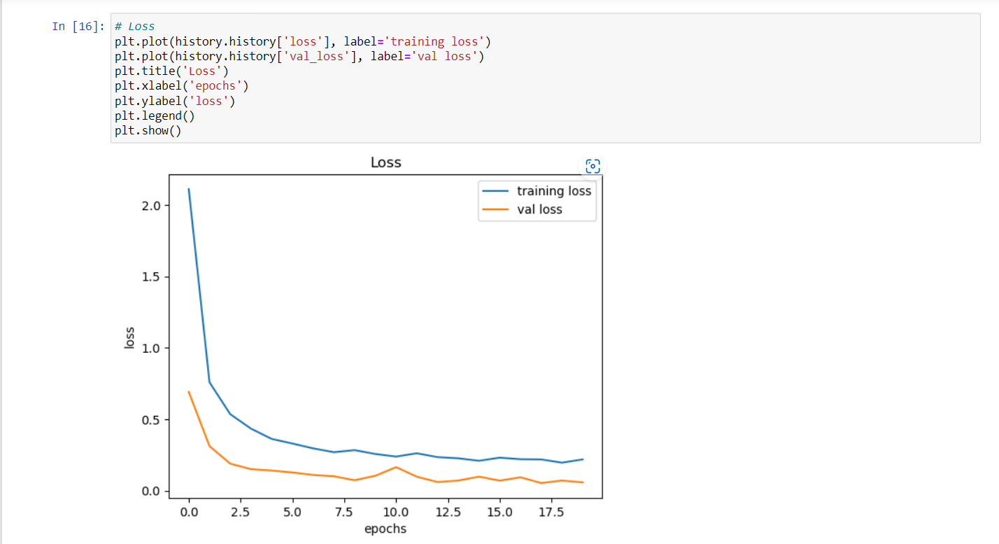 In [16]: # Loss
plt.plot(history.history['loss'], label='training loss')
plt.plot(history.history['val_loss'], label='val loss')
plt.title('Loss')
plt.xlabel('epochs')
plt.ylabel('loss')
plt.legend()
plt.show()
Loss
training loss
val loss
2.0
1.5
1.0
0.5
0.0
loss
0.0 2.5 5.0 7.5 10.0 12.5 15.0 17.5
epochs